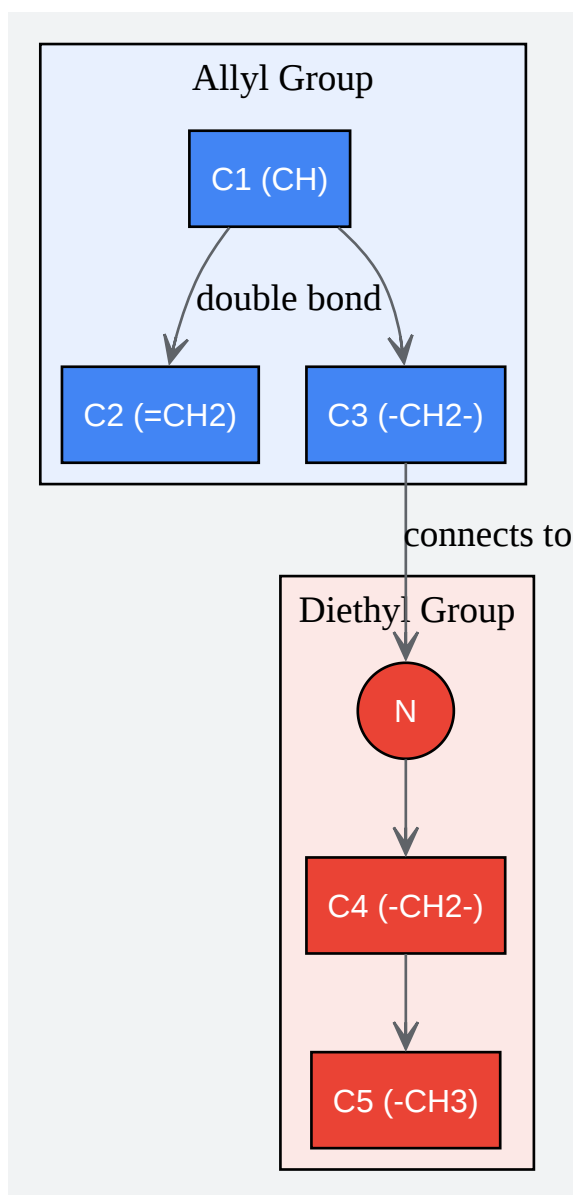 Allyl Group
C1 (CH)
double bond
C2 (=CH2)
C3 (-CH2-)
connects to
Diethyl Group
N
C4 (-CH2-)
C5 (-CH3)